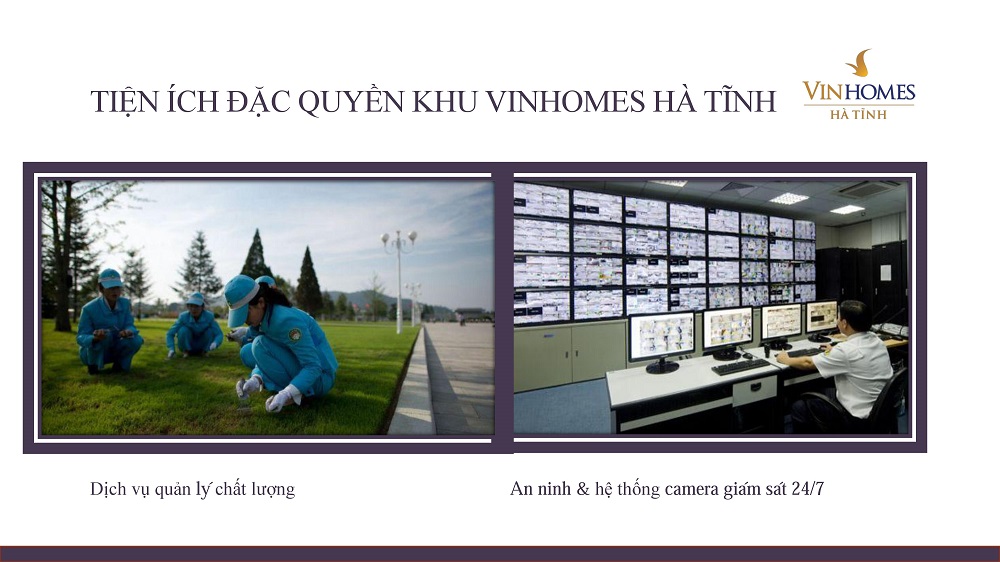 TIỆN ÍCH ĐẶC QUYỀN KHU VINHOMES HÀ TĨNH
VINHOMES
HÀ TĨNH
Dịch vụ quản lý chất lượng
An ninh & hệ thống camera giám sát 24/7